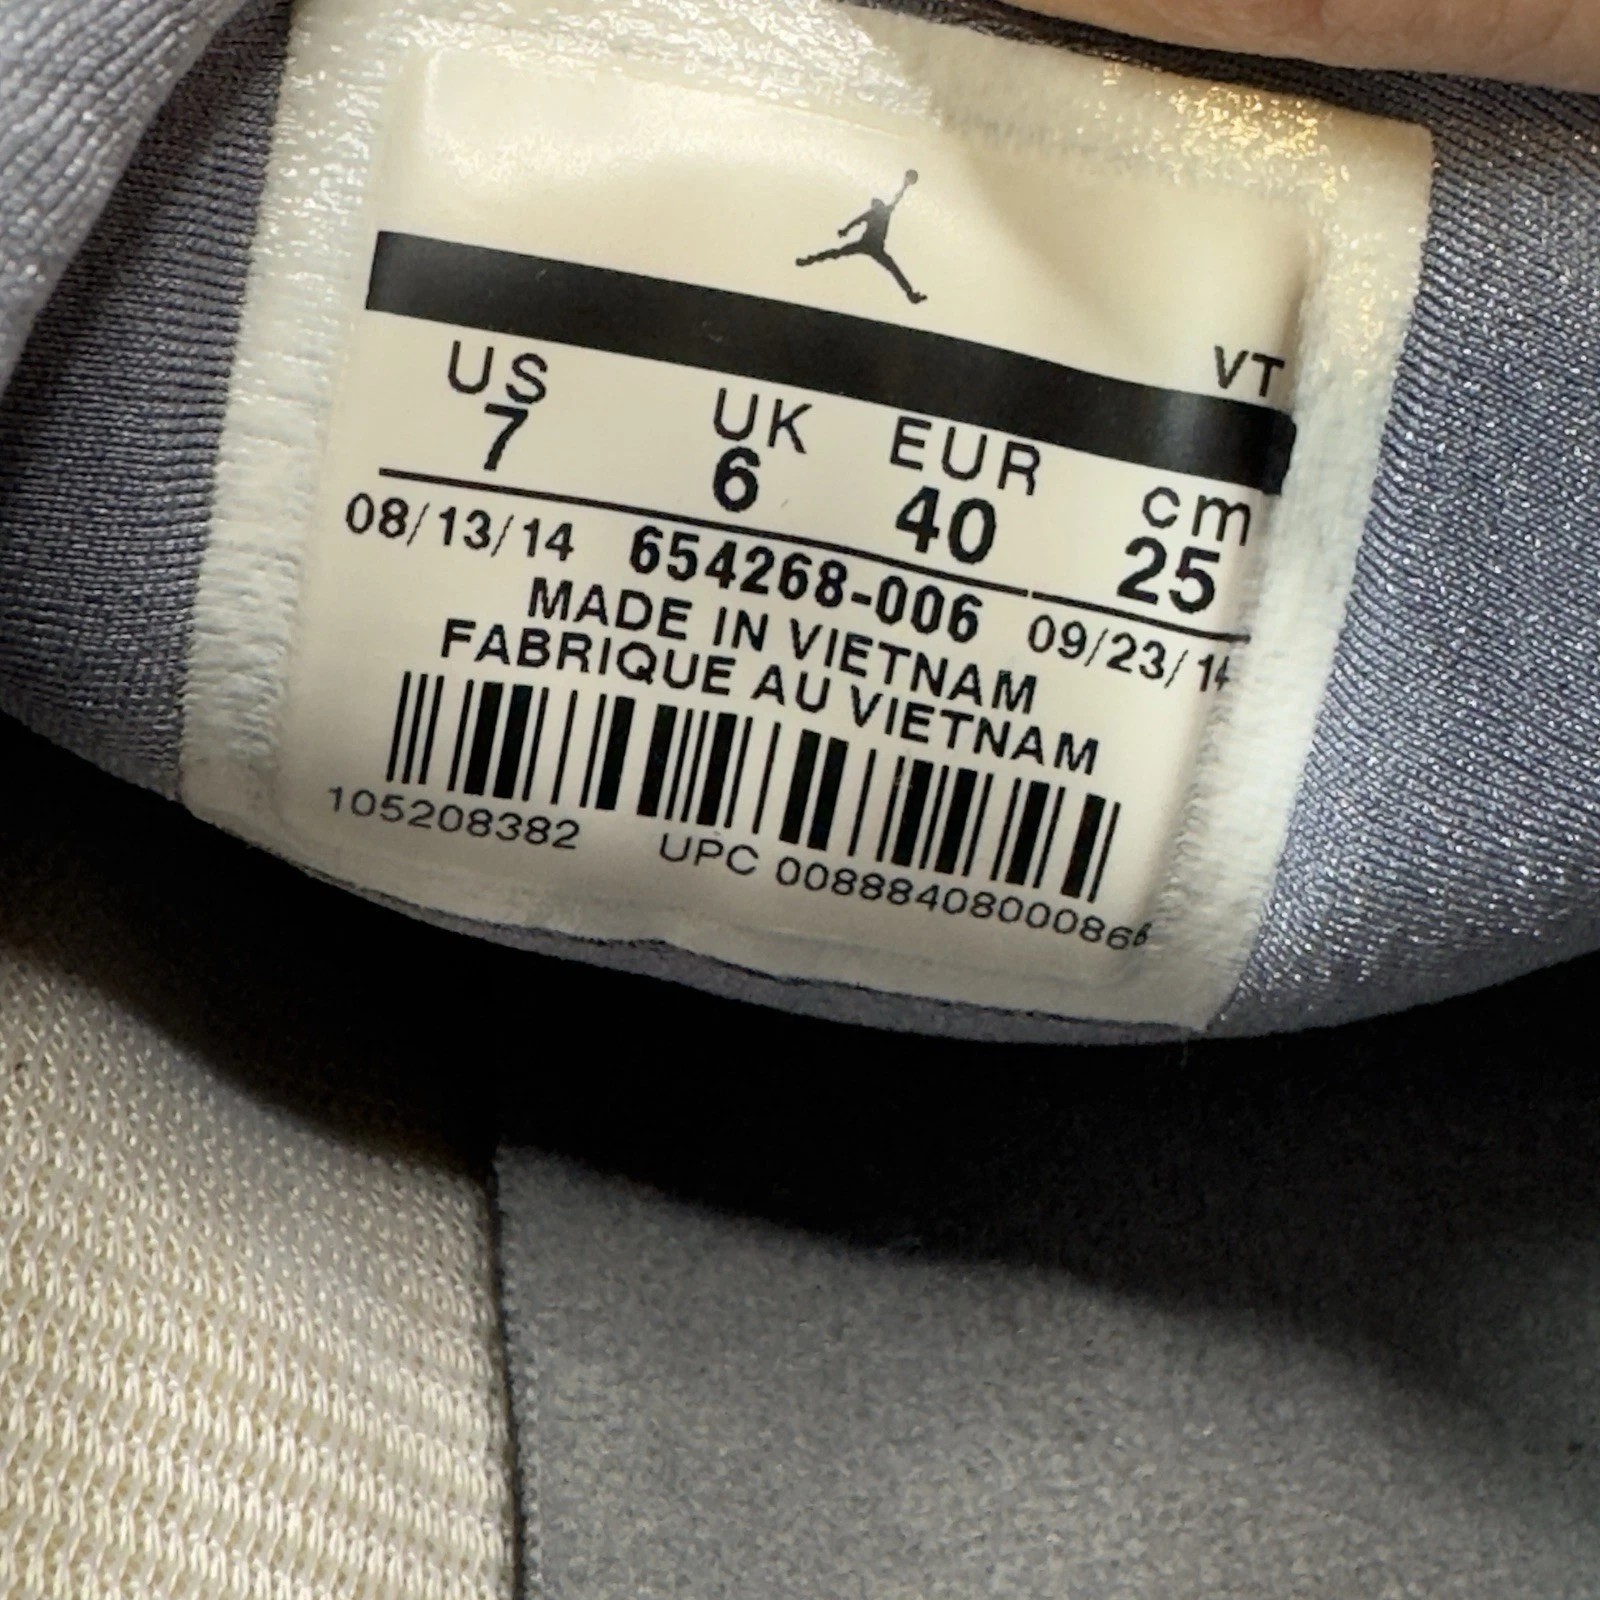 VT
US UK EUR cm
7 6 40 25
08/13/14 654268-006 09/23/14
MADE IN VIETNAM
FABRIQUE AU VIETNAM
105208382 UPC 00888408000866